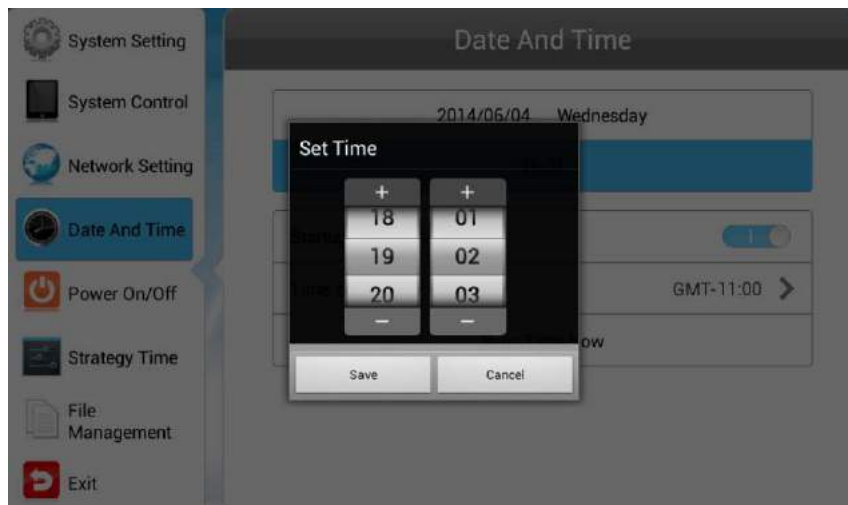 System Setting
Date And Time
System Control
2014/06/04 Wednesday
Set Time
Network Setting
+ +
18 01
Date And Time
19 02
20 03
Power On/Off
GMT-11:00
− −
Strategy Time
Save Cancel
File
Management
Exit